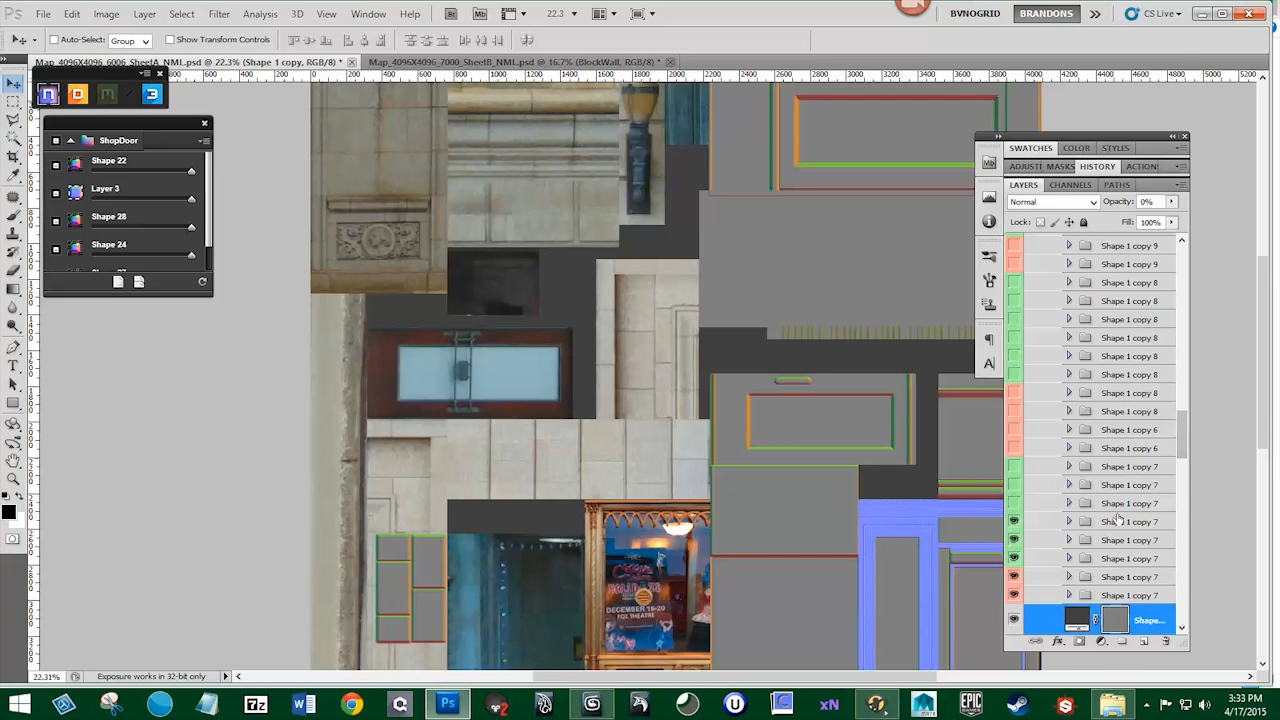 PS File Edit Image Layer Select Filter Analysis 3D View Window Help Br Mb 22.3 BVNOGRID BRANDONS CS Live
Auto-Select: Group Show Transform Controls
Map_4096X4096_6006_SheetA_NML.psd @ 22.3% (Shape 1 copy, RGB/8) * Map_4096X4096_7000_SheetB_NML.psd @ 16.7% (BlockWall, RGB/8) *
ShopDoor
Shape 22
Layer 3
Shape 28
Shape 24
SWATCHES COLOR STYLES
ADJUSTI MASKS HISTORY ACTION
LAYERS CHANNELS PATHS
Normal Opacity: 0%
Lock: Fill: 100%
Shape 1 copy 9
Shape 1 copy 9
Shape 1 copy 8
Shape 1 copy 8
Shape 1 copy 8
Shape 1 copy 8
Shape 1 copy 8
Shape 1 copy 8
Shape 1 copy 8
Shape 1 copy 8
Shape 1 copy 6
Shape 1 copy 6
Shape 1 copy 7
Shape 1 copy 7
Shape 1 copy 7
Shape 1 copy 7
Shape 1 copy 7
Shape 1 copy 7
Shape 1 copy 7
Shape 1 copy 7
Shape...
DECEMBER 18-20
FOX THEATRE
22.31% Exposure works in 32-bit only
3:33 PM
4/17/2015